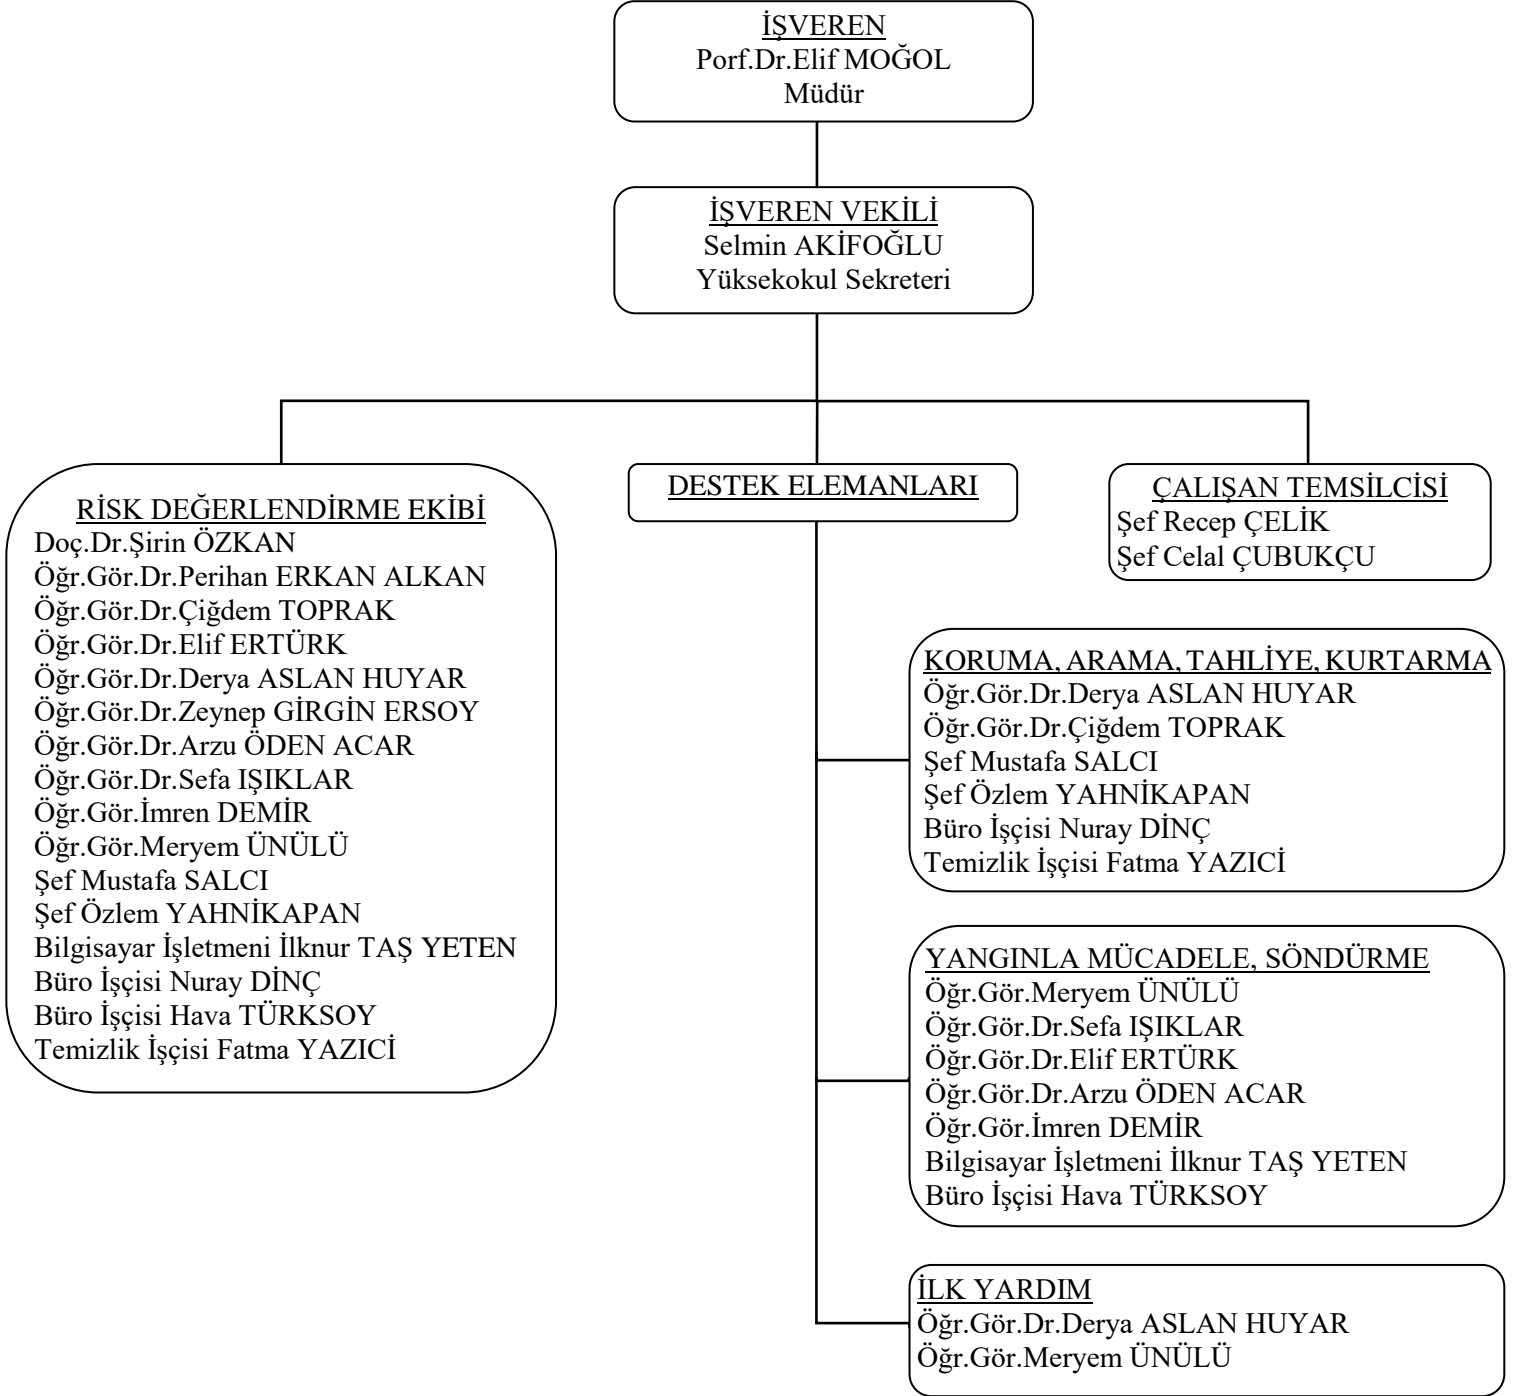 İŞVEREN
Porf.Dr.Elif MOĞOL
Müdür
İŞVEREN VEKİLİ
Selmin AKİFOĞLU
Yüksekokul Sekreteri
RİSK DEĞERLENDİRME EKİBİ
Doç.Dr.Şirin ÖZKAN
Öğr.Gör.Dr.Perihan ERKAN ALKAN
Öğr.Gör.Dr.Çiğdem TOPRAK
Öğr.Gör.Dr.Elif ERTÜRK
Öğr.Gör.Dr.Derya ASLAN HUYAR
Öğr.Gör.Dr.Zeynep GİRGİN ERSOY
Öğr.Gör.Dr.Arzu ÖDEN ACAR
Öğr.Gör.Dr.Sefa IŞIKLAR
Öğr.Gör.İmren DEMİR
Öğr.Gör.Meryem ÜNÜLÜ
Şef Mustafa SALCI
Şef Özlem YAHNİKAPAN
Bilgisayar İşletmeni İlknur TAŞ YETEN
Büro İşçisi Nuray DİNÇ
Büro İşçisi Hava TÜRKSOY
Temizlik İşçisi Fatma YAZICİ
DESTEK ELEMANLARI
ÇALIŞAN TEMSİLCİSİ
Şef Recep ÇELİK
Şef Celal ÇUBUKÇU
KORUMA, ARAMA, TAHLİYE, KURTARMA
Öğr.Gör.Dr.Derya ASLAN HUYAR
Öğr.Gör.Dr.Çiğdem TOPRAK
Şef Mustafa SALCI
Şef Özlem YAHNİKAPAN
Büro İşçisi Nuray DİNÇ
Temizlik İşçisi Fatma YAZICİ
YANGINLA MÜCADELE, SÖNDÜRME
Öğr.Gör.Meryem ÜNÜLÜ
Öğr.Gör.Dr.Sefa IŞIKLAR
Öğr.Gör.Dr.Elif ERTÜRK
Öğr.Gör.Dr.Arzu ÖDEN ACAR
Öğr.Gör.İmren DEMİR
Bilgisayar İşletmeni İlknur TAŞ YETEN
Büro İşçisi Hava TÜRKSOY
İLK YARDIM
Öğr.Gör.Dr.Derya ASLAN HUYAR
Öğr.Gör.Meryem ÜNÜLÜ